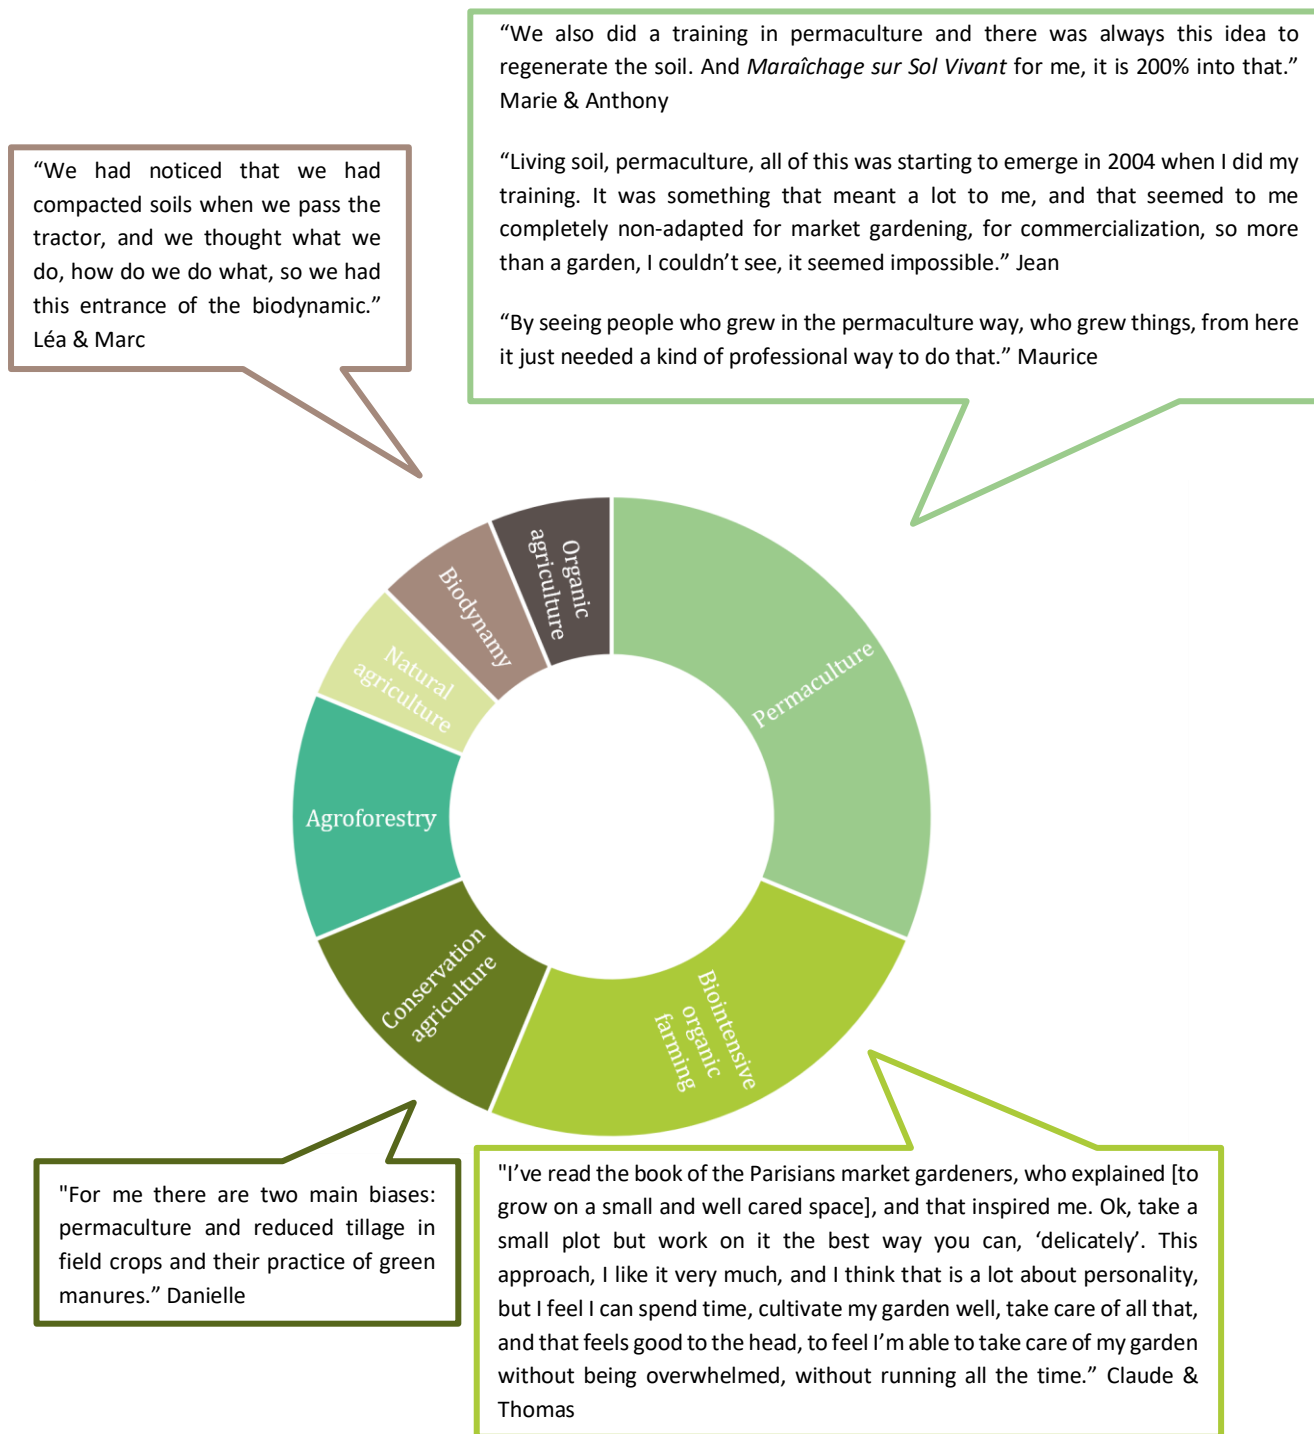 “We also did a training in permaculture and there was always this idea to
regenerate the soil. And Maraîchage sur Sol Vivant for me, it is 200% into that.”
Marie & Anthony
“Living soil, permaculture, all of this was starting to emerge in 2004 when I did my
training. It was something that meant a lot to me, and that seemed to me
completely non-adapted for market gardening, for commercialization, so more
than a garden, I couldn’t see, it seemed impossible.” Jean
“By seeing people who grew in the permaculture way, who grew things, from here
it just needed a kind of professional way to do that.” Maurice
“We had noticed that we had
compacted soils when we pass the
tractor, and we thought what we
do, how do we do what, so we had
this entrance of the biodynamic.”
Léa & Marc
Organic
agriculture
Biodynamy
Natural
agriculture
Permaculture
Agroforestry
Conservation
agriculture
Biointensive
organic
farming
"For me there are two main biases:
permaculture and reduced tillage in
field crops and their practice of green
manures.” Danielle
"I’ve read the book of the Parisians market gardeners, who explained [to
grow on a small and well cared space], and that inspired me. Ok, take a
small plot but work on it the best way you can, ‘delicately’. This
approach, I like it very much, and I think that is a lot about personality,
but I feel I can spend time, cultivate my garden well, take care of all that,
and that feels good to the head, to feel I’m able to take care of my garden
without being overwhelmed, without running all the time.” Claude &
Thomas